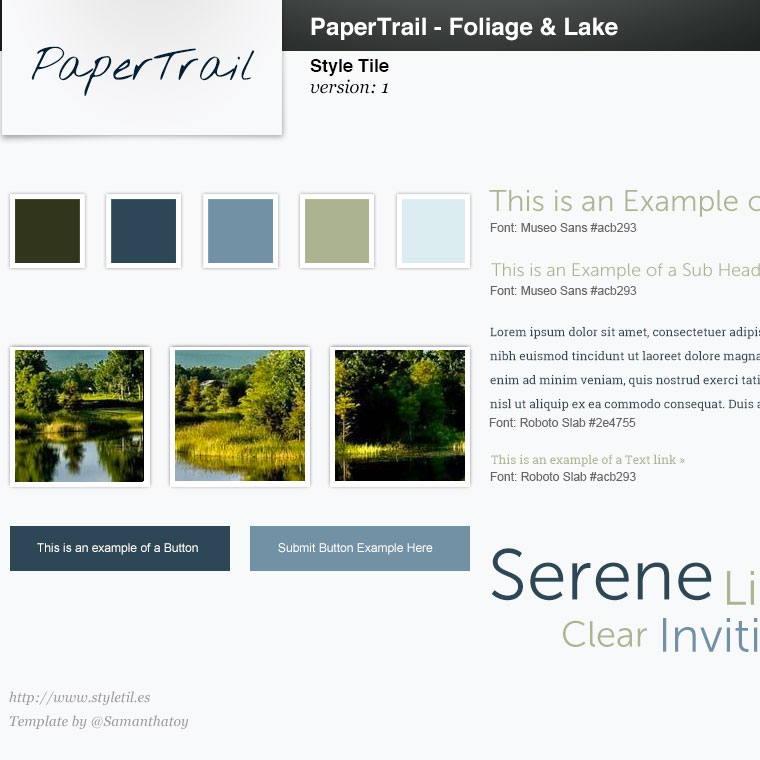 PaperTrail
PaperTrail - Foliage & Lake
Style Tile
version: 1
This is an Example
Font: Museo Sans #acb293
This is an Example of a Sub Head
Font: Museo Sans #acb293
Lorem ipsum dolor sit amet, consectetuer adipis
nibh euismod tincidunt ut laoreet dolore magna
enim ad minim veniam, quis nostrud exerci tati
nisl ut aliquip ex ea commodo consequat. Duis a
Font: Roboto Slab #2e4755
This is an example of a Text link »
Font: Roboto Slab #acb293
This is an example of a Button
Submit Button Example Here
Serene Li
Clear Inviti
http://www.styletil.es
Template by @Samanthatoy